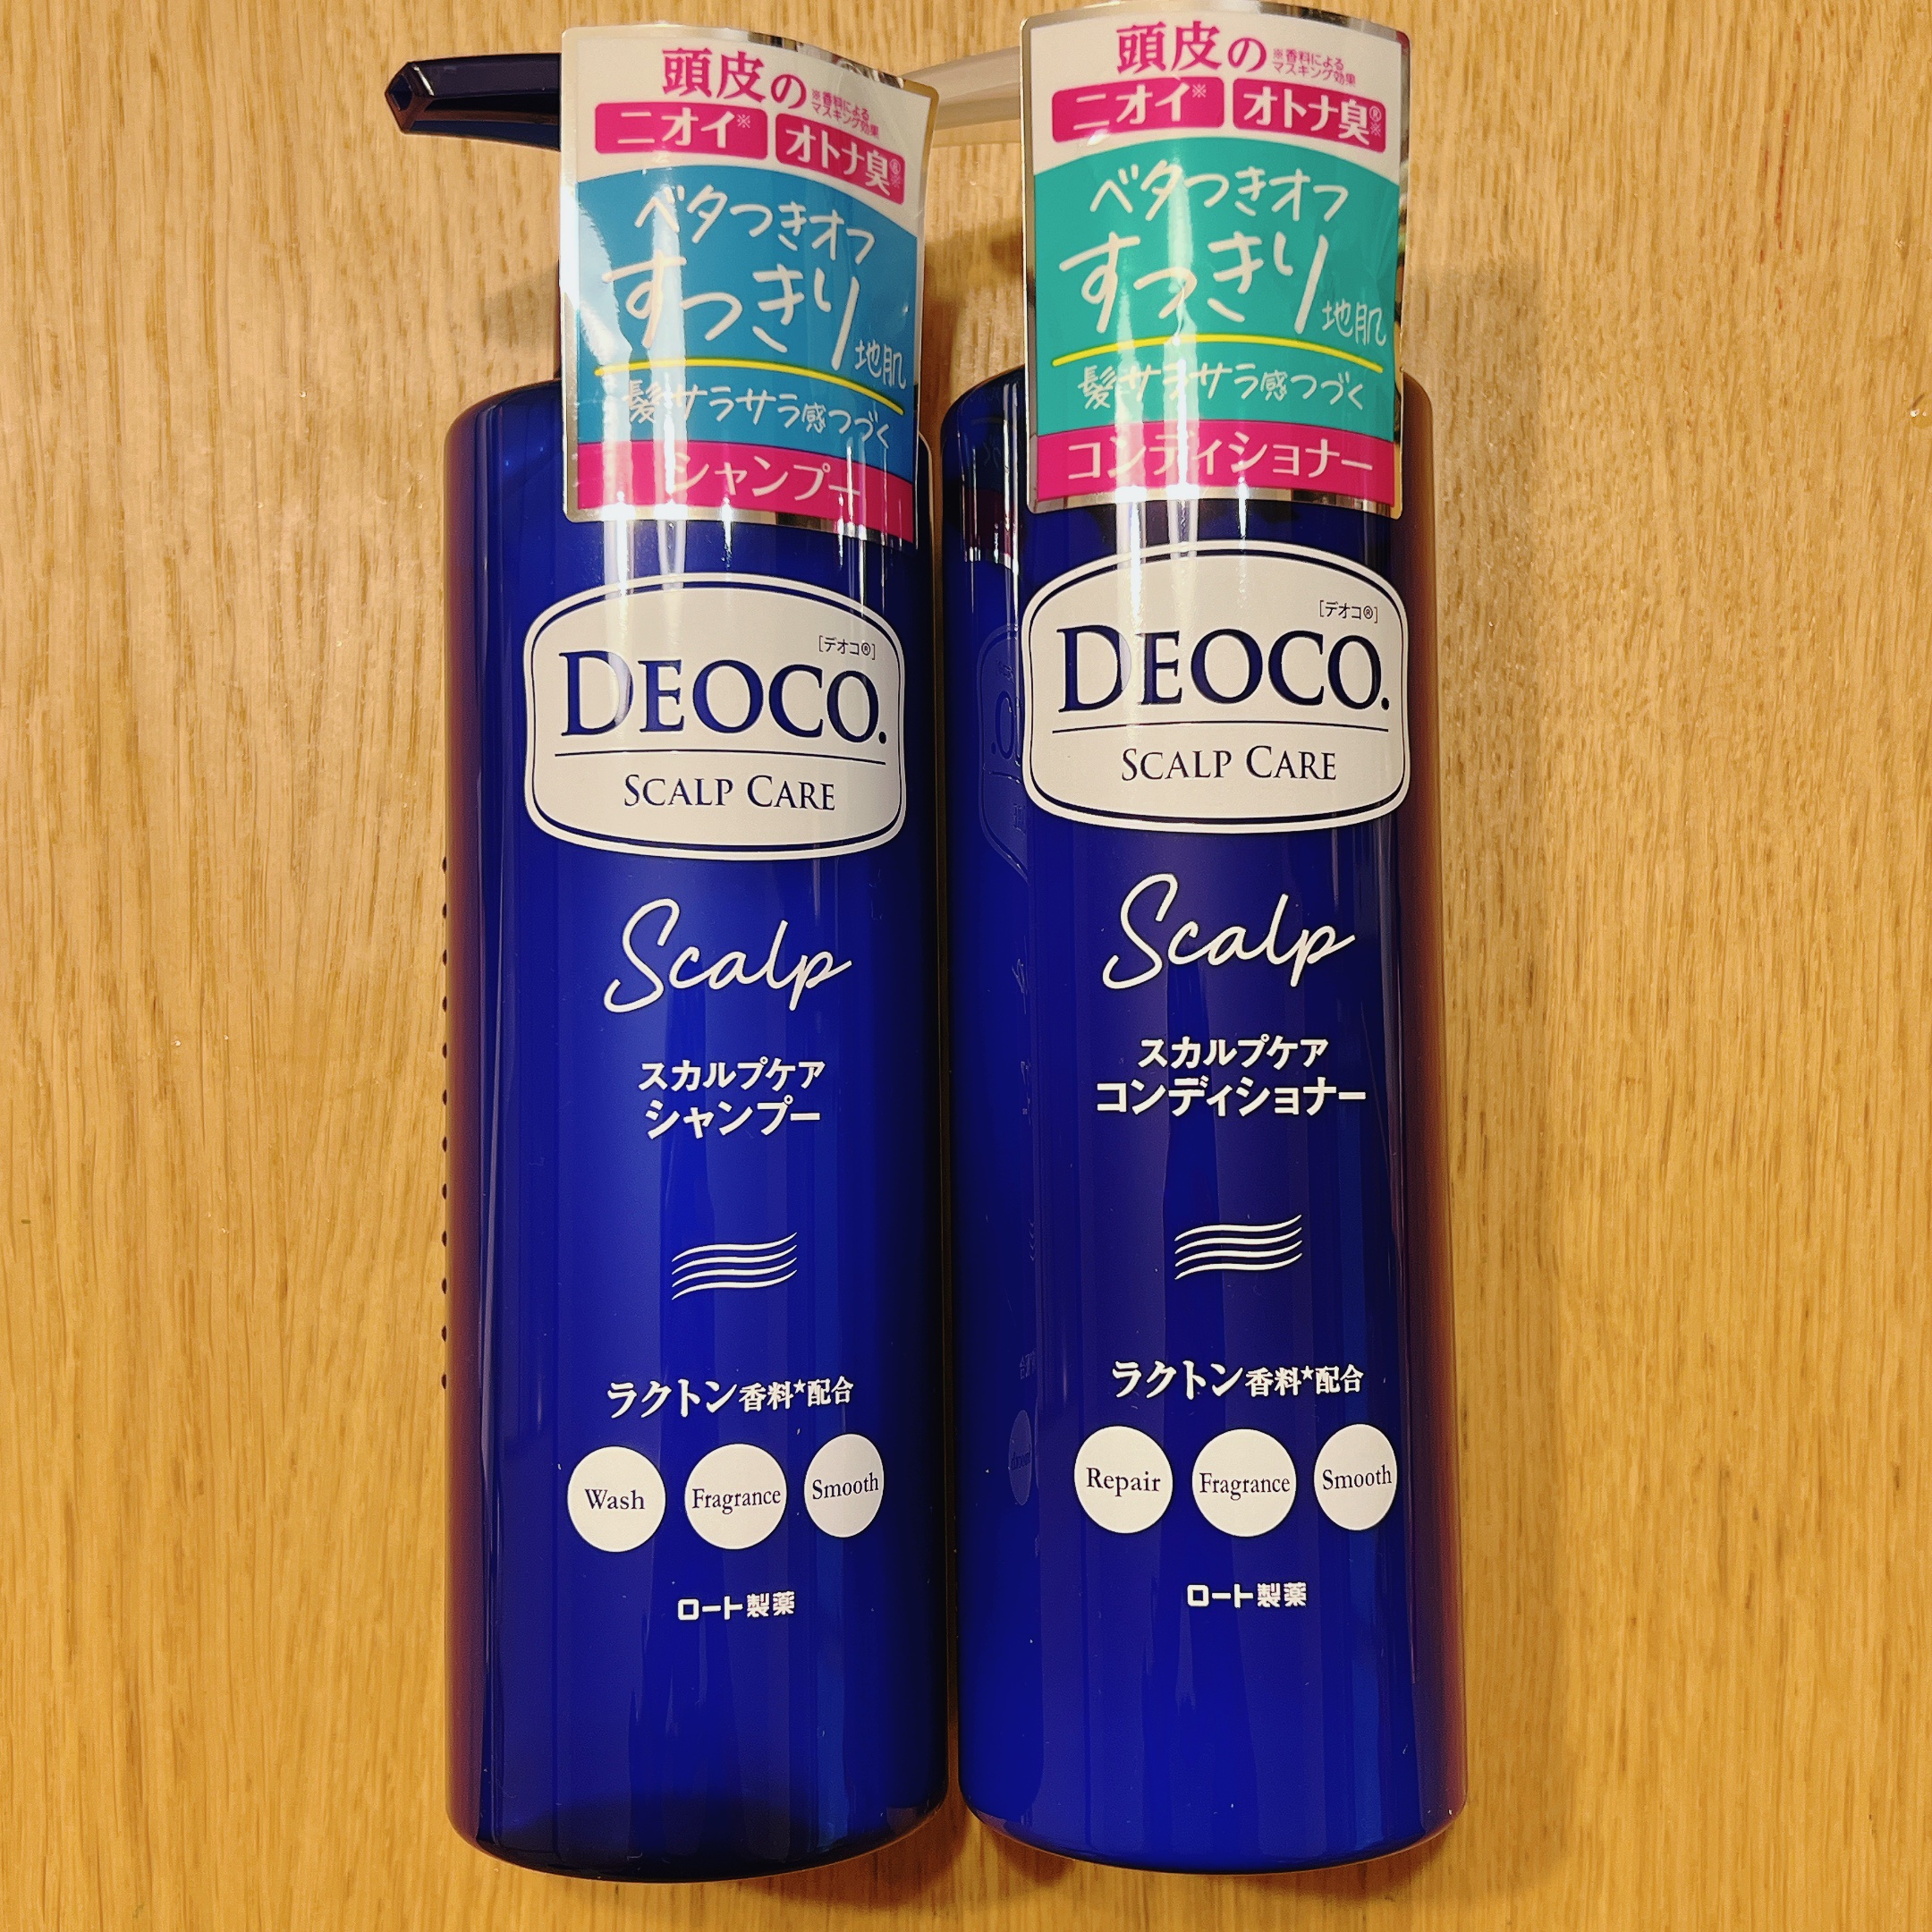 頭皮の
※香料による
マスキング効果
ニオイ※ オトナ臭®※
ベタつきオフ
すっきり地肌
髪サラサラ感つづく
シャンプー
[デオコ®]
DEOCO.
SCALP CARE
Scalp
スカルプケア
シャンプー
ラクトン香料★配合
Wash Fragrance Smooth
ロート製薬
頭皮の
※香料による
マスキング効果
ニオイ※ オトナ臭®※
ベタつきオフ
すっきり地肌
髪サラサラ感つづく
コンディショナー
[デオコ®]
DEOCO.
SCALP CARE
Scalp
スカルプケア
コンディショナー
ラクトン香料★配合
Repair Fragrance Smooth
ロート製薬